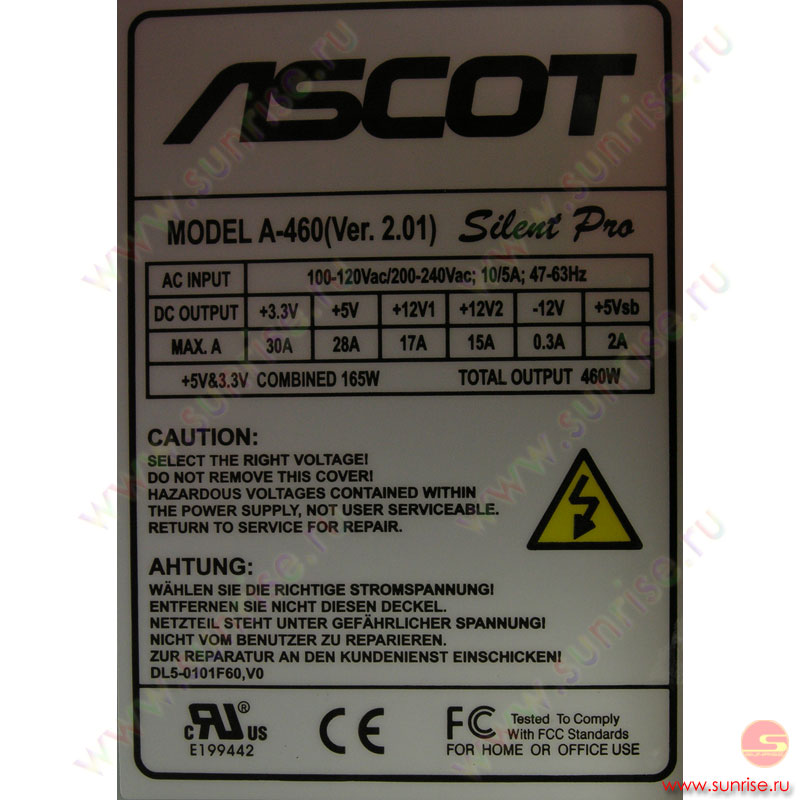 ASCOT
MODEL A-460(Ver. 2.01) Silent Pro
AC INPUT 100-120Vac/200-240Vac; 10/5A; 47-63Hz
DC OUTPUT +3.3V +5V +12V1 +12V2 -12V +5Vsb
MAX. A 30A 28A 17A 15A 0.3A 2A
+5V&3.3V COMBINED 165W TOTAL OUTPUT 460W
CAUTION:
SELECT THE RIGHT VOLTAGE!
DO NOT REMOVE THIS COVER!
HAZARDOUS VOLTAGES CONTAINED WITHIN
THE POWER SUPPLY, NOT USER SERVICEABLE.
RETURN TO SERVICE FOR REPAIR.
AHTUNG:
WÄHLEN SIE DIE RICHTIGE STROMSPANNUNG!
ENTFERNEN SIE NICHT DIESEN DECKEL.
NETZTEIL STEHT UNTER GEFÄHRLICHER SPANNUNG!
NICHT VOM BENUTZER ZU REPARIEREN.
ZUR REPARATUR AN DEN KUNDENIENST EINSCHICKEN!
DL5-0101F60,V0
c RU ® US
E199442
CE
FC Tested To Comply
With FCC Standards
FOR HOME OR OFFICE USE
www.sunrise.ru